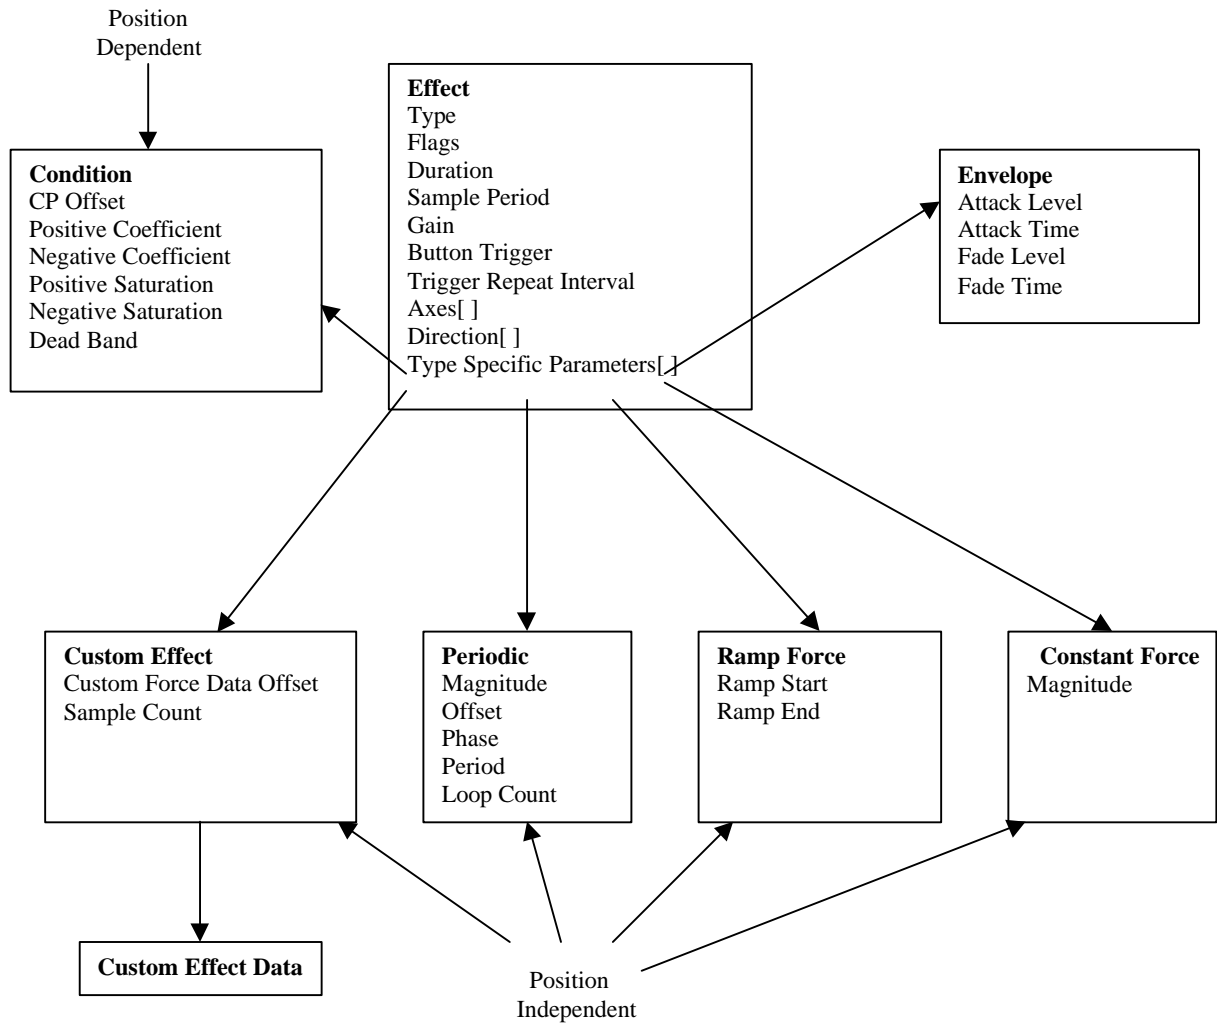 Position
Dependent
Effect
Type
Flags
Duration
Sample Period
Gain
Button Trigger
Trigger Repeat Interval
Axes[ ]
Direction[ ]
Type Specific Parameters[ ]
Condition
CP Offset
Positive Coefficient
Negative Coefficient
Positive Saturation
Negative Saturation
Dead Band
Envelope
Attack Level
Attack Time
Fade Level
Fade Time
Custom Effect
Custom Force Data Offset
Sample Count
Periodic
Magnitude
Offset
Phase
Period
Loop Count
Ramp Force
Ramp Start
Ramp End
Constant Force
Magnitude
Custom Effect Data
Position
Independent